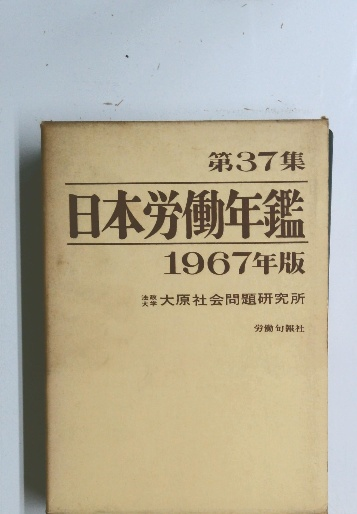 第37集
日本労働年鑑
1967年版
法政大学 大原社会問題研究所
労働旬報社